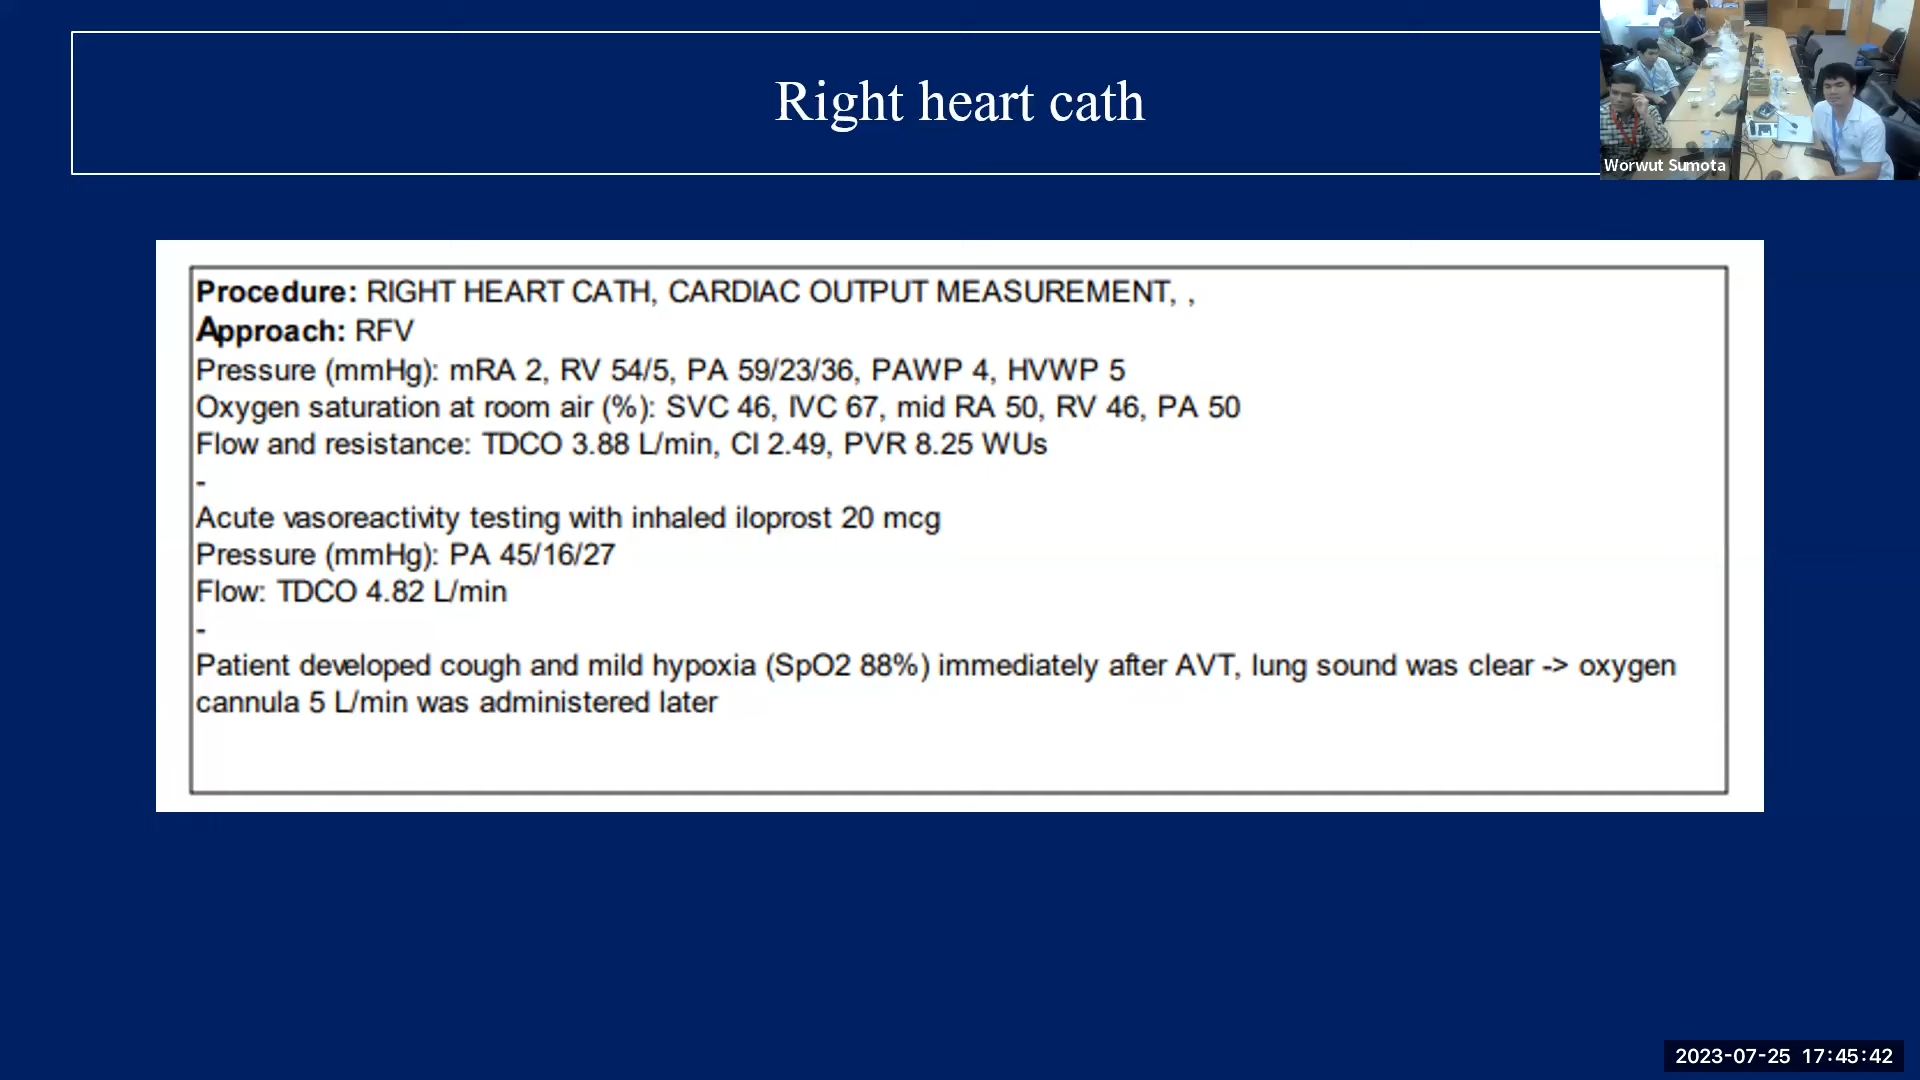 Right heart cath
Worwut Sumota
Procedure: RIGHT HEART CATH, CARDIAC OUTPUT MEASUREMENT, ,
Approach: RFV
Pressure (mmHg): mRA 2, RV 54/5, PA 59/23/36, PAWP 4, HVWP 5
Oxygen saturation at room air (%): SVC 46, IVC 67, mid RA 50, RV 46, PA 50
Flow and resistance: TDCO 3.88 L/min, CI 2.49, PVR 8.25 WUs
-
Acute vasoreactivity testing with inhaled iloprost 20 mcg
Pressure (mmHg): PA 45/16/27
Flow: TDCO 4.82 L/min
-
Patient developed cough and mild hypoxia (SpO2 88%) immediately after AVT, lung sound was clear -> oxygen
cannula 5 L/min was administered later
2023-07-25 17:45:42